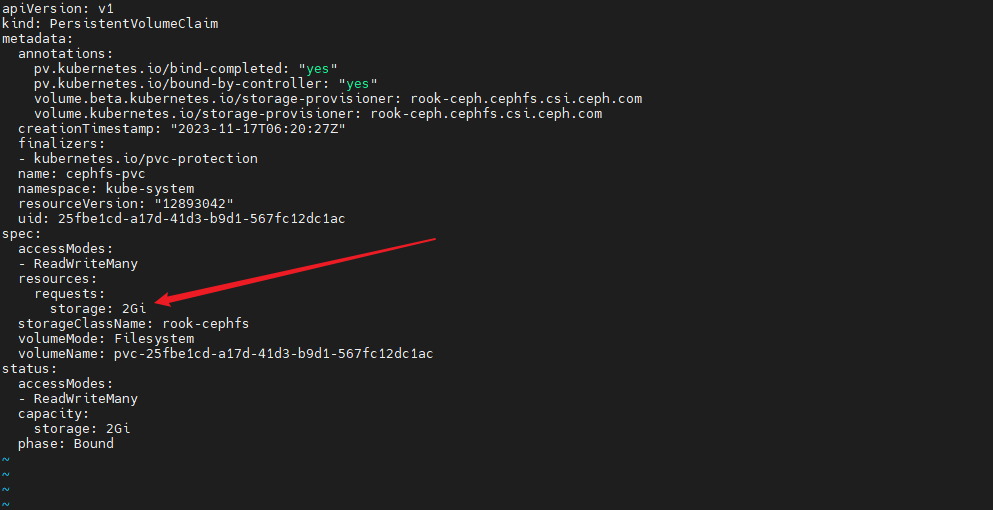 apiVersion: v1
kind: PersistentVolumeClaim
metadata:
  annotations:
    pv.kubernetes.io/bind-completed: "yes"
    pv.kubernetes.io/bound-by-controller: "yes"
    volume.beta.kubernetes.io/storage-provisioner: rook-ceph.cephfs.csi.ceph.com
    volume.kubernetes.io/storage-provisioner: rook-ceph.cephfs.csi.ceph.com
  creationTimestamp: "2023-11-17T06:20:27Z"
  finalizers:
  - kubernetes.io/pvc-protection
  name: cephfs-pvc
  namespace: kube-system
  resourceVersion: "12893042"
  uid: 25fbe1cd-a17d-41d3-b9d1-567fc12dc1ac
spec:
  accessModes:
  - ReadWriteMany
  resources:
    requests:
      storage: 2Gi
  storageClassName: rook-cephfs
  volumeMode: Filesystem
  volumeName: pvc-25fbe1cd-a17d-41d3-b9d1-567fc12dc1ac
status:
  accessModes:
  - ReadWriteMany
  capacity:
    storage: 2Gi
  phase: Bound
~
~
~
~